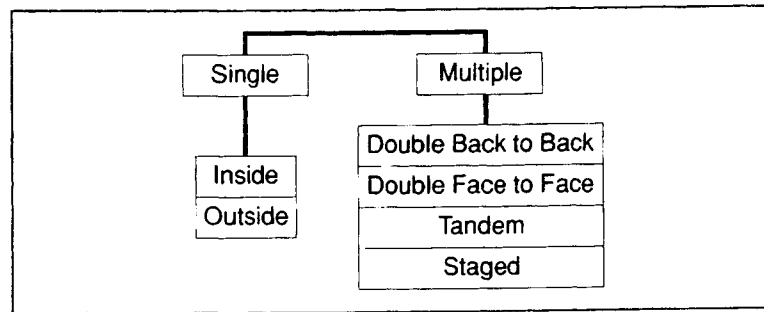 Single
Multiple
Inside
Outside
Double Back to Back
Double Face to Face
Tandem
Staged